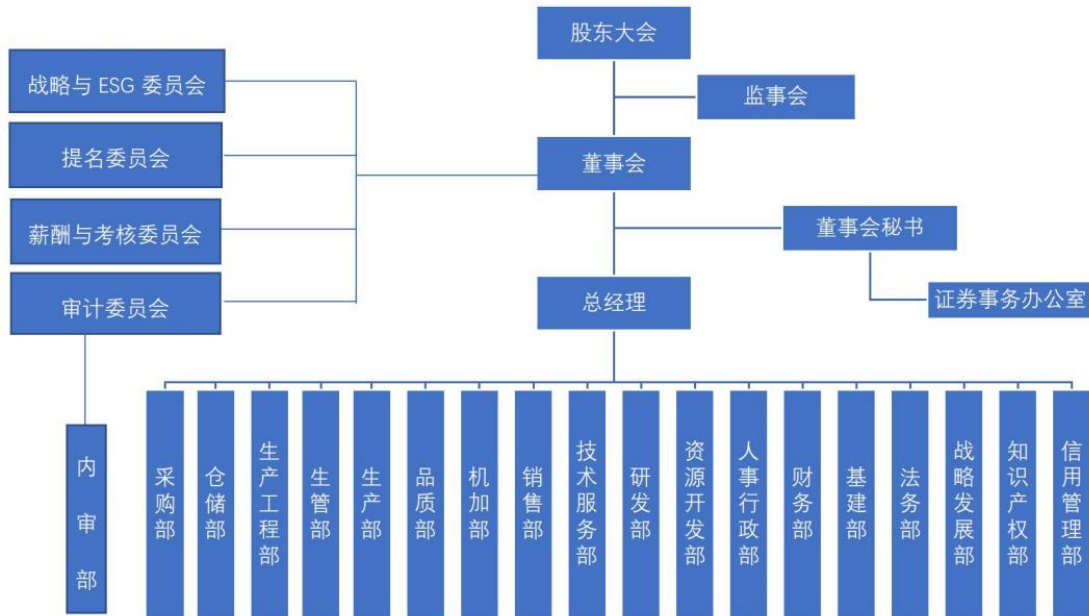 股东大会
战略与 ESG 委员会
监事会
提名委员会
董事会
薪酬与考核委员会
董事会秘书
审计委员会
总经理
证券事务办公室
内审部
采购部
仓储部
生产工程部
生管部
生产部
品质部
机加部
销售部
技术服务部
研发部
资源开发部
人事行政部
财务部
基建部
法务部
战略发展部
知识产权部
信用管理部